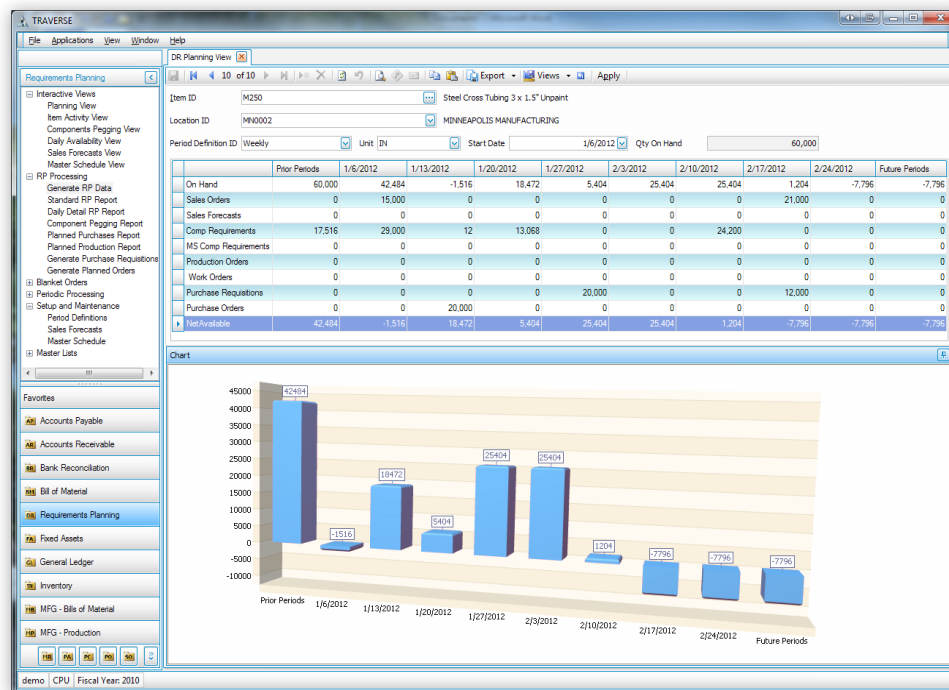 TRAVERSE
File Applications View Window Help
DR Planning View
Requirements Planning
10 of 10 Export Views Apply
Interactive Views
Planning View
Item Activity View
Components Pegging View
Daily Availability View
Sales Forecasts View
Master Schedule View
RP Processing
Generate RP Data
Standard RP Report
Daily Detail RP Report
Component Pegging Report
Planned Purchases Report
Planned Production Report
Generate Purchase Requisitions
Generate Planned Orders
Blanket Orders
Periodic Processing
Setup and Maintenance
Period Definitions
Sales Forecasts
Master Schedule
Master Lists
Item ID M250 Steel Cross Tubing 3 x 1.5" Unpaint
Location ID MN0002 MINNEAPOLIS MANUFACTURING
Period Definition ID Weekly Unit IN Start Date 1/6/2012 Qty On Hand 60,000
Prior Periods 1/6/2012 1/13/2012 1/20/2012 1/27/2012 2/3/2012 2/10/2012 2/17/2012 2/24/2012 Future Periods
On Hand 60,000 42,484 -1,516 18,472 5,404 25,404 25,404 1,204 -7,796 -7,796
Sales Orders 0 15,000 0 0 0 0 0 21,000 0 0
Sales Forecasts 0 0 0 0 0 0 0 0 0 0
Comp Requirements 17,516 29,000 12 13,068 0 0 24,200 0 0 0
MS Comp Requirements 0 0 0 0 0 0 0 0 0 0
Production Orders 0 0 0 0 0 0 0 0 0 0
Work Orders 0 0 0 0 0 0 0 0 0 0
Purchase Requisitions 0 0 0 0 20,000 0 0 12,000 0 0
Purchase Orders 0 0 20,000 0 0 0 0 0 0 0
NetAvailable 42,484 -1,516 18,472 5,404 25,404 25,404 1,204 -7,796 -7,796 -7,796
Chart
45000
40000
35000
30000
25000
20000
15000
10000
5000
0
-5000
-10000
42484
-1516
18472
5404
25404
25404
1204
-7796
-7796
-7796
Prior Periods 1/6/2012 1/13/2012 1/20/2012 1/27/2012 2/3/2012 2/10/2012 2/17/2012 2/24/2012 Future Periods
Favorites
AP Accounts Payable
AR Accounts Receivable
BR Bank Reconciliation
BM Bill of Material
DR Requirements Planning
FA Fixed Assets
GL General Ledger
IN Inventory
MB MFG - Bills of Material
MP MFG - Production
MR PA PC PO SO
demo CPU Fiscal Year: 2010